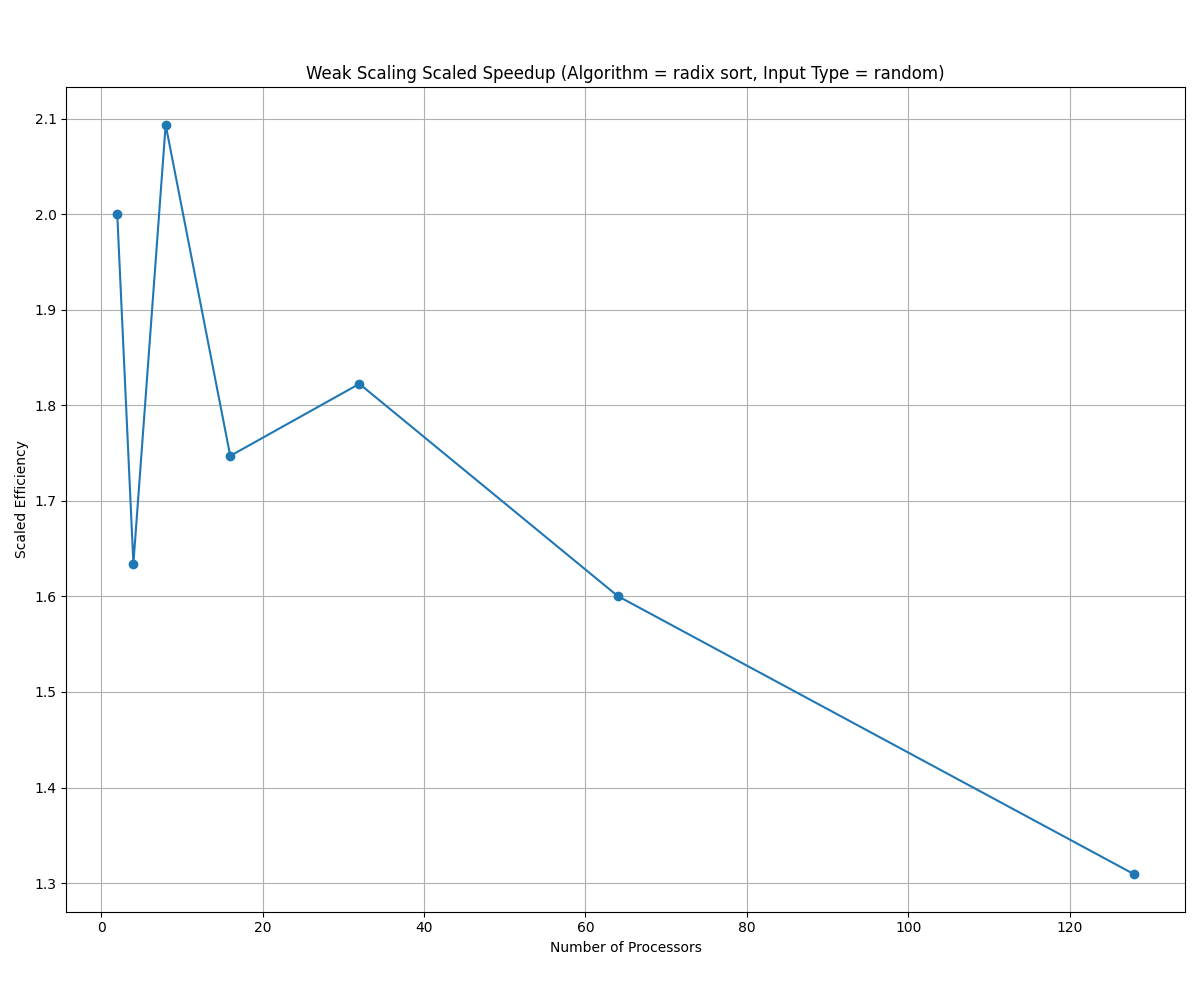 Weak Scaling Scaled Speedup (Algorithm = radix sort, Input Type = random)
2.1
2.0
1.9
1.8
1.7
1.6
1.5
1.4
1.3
Scaled Efficiency
0 20 40 60 80 100 120
Number of Processors